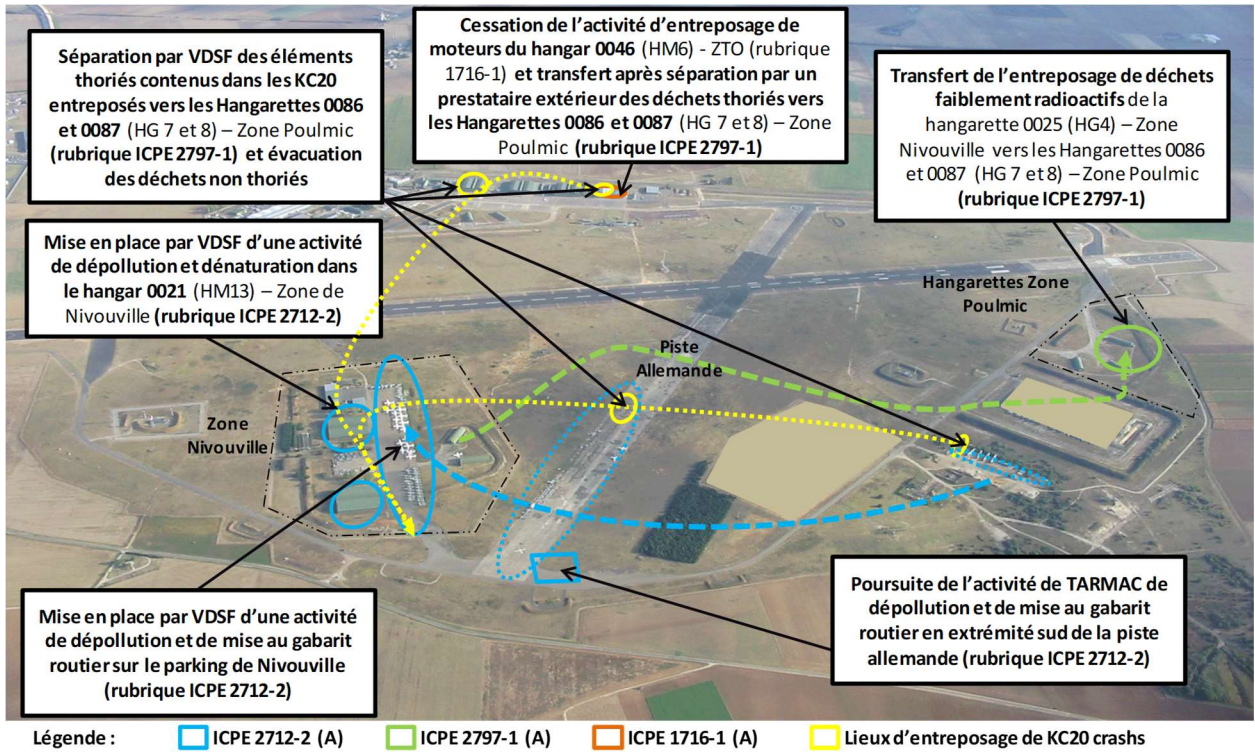 Séparation par VDSF des éléments
thoriés contenus dans les KC20
entreposés vers les Hangarettes 0086
et 0087 (HG 7 et 8) – Zone Poulmic
(rubrique ICPE 2797-1) et évacuation
des déchets non thoriés
Cessation de l’activité d’entreposage de
moteurs du hangar 0046 (HM6) - ZTO (rubrique
1716-1) et transfert après séparation par un
prestataire extérieur des déchets thoriés vers
les Hangarettes 0086 et 0087 (HG 7 et 8) – Zone
Poulmic (rubrique ICPE 2797-1)
Transfert de l’entreposage de déchets
faiblement radioactifs de la
hangarette 0025 (HG4) – Zone
Nivouville vers les Hangarettes 0086
et 0087 (HG 7 et 8) – Zone Poulmic
(rubrique ICPE 2797-1)
Mise en place par VDSF d’une activité
de dépollution et dénaturation dans
le hangar 0021 (HM13) – Zone de
Nivouville (rubrique ICPE 2712-2)
Hangarettes Zone
Poulmic
Piste
Allemande
Zone
Nivouville
Mise en place par VDSF d’une activité
de dépollution et de mise au gabarit
routier sur le parking de Nivouville
(rubrique ICPE 2712-2)
Poursuite de l’activité de TARMAC de
dépollution et de mise au gabarit
routier en extrémité sud de la piste
allemande (rubrique ICPE 2712-2)
Légende : ICPE 2712-2 (A) ICPE 2797-1 (A) ICPE 1716-1 (A) Lieux d’entreposage de KC20 crashs